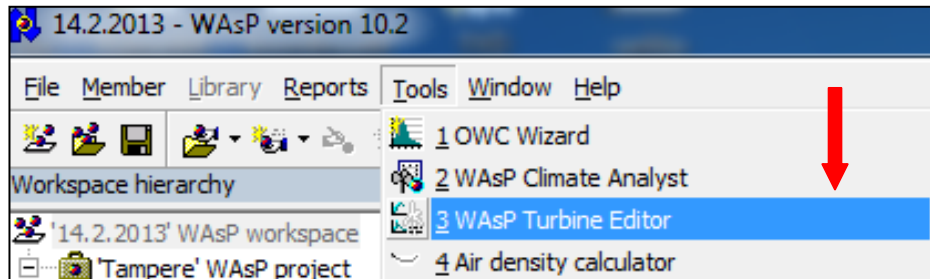 14.2.2013 - WAsP version 10.2
File Member Library Reports Tools Window Help
1 OWC Wizard
Workspace hierarchy
2 WAsP Climate Analyst
'14.2.2013' WAsP workspace
3 WAsP Turbine Editor
'Tampere' WAsP project
4 Air density calculator